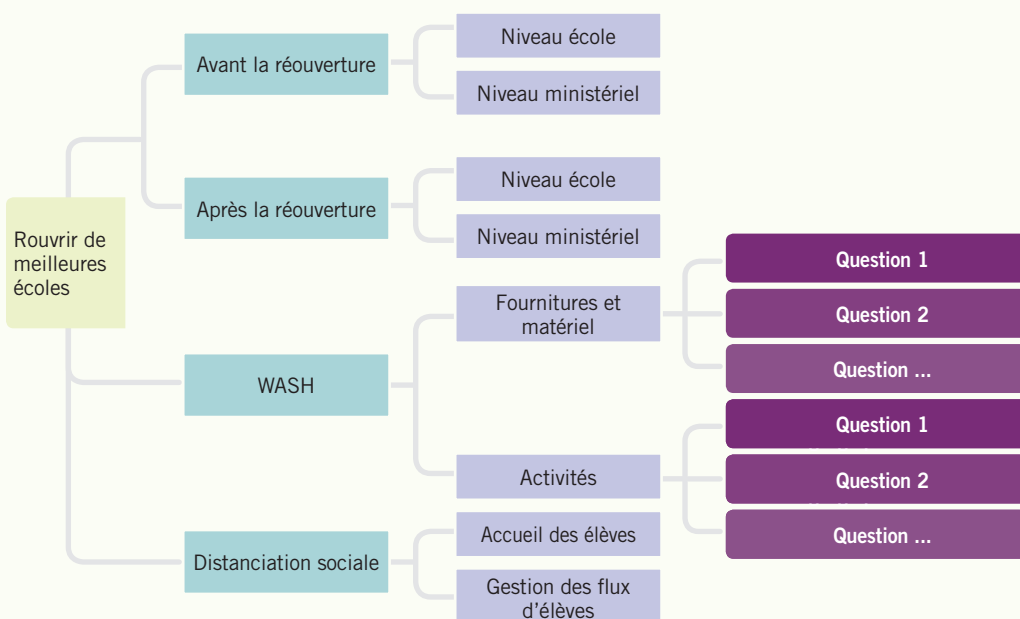 Rouvrir de
meilleures
écoles
Avant la réouverture
Niveau école
Niveau ministériel
Après la réouverture
Niveau école
Niveau ministériel
WASH
Fournitures et
matériel
Question 1
Question 2
Question ...
Activités
Question 1
Question 2
Question ...
Distanciation sociale
Accueil des élèves
Gestion des flux
d’élèves